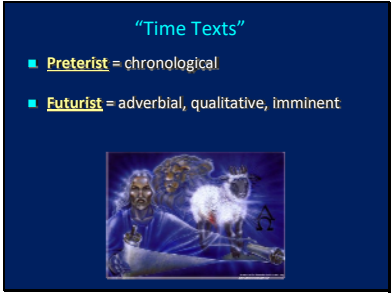 “Time Texts”
Preterist = chronological
Futurist = adverbial, qualitative, imminent
Α
Ω